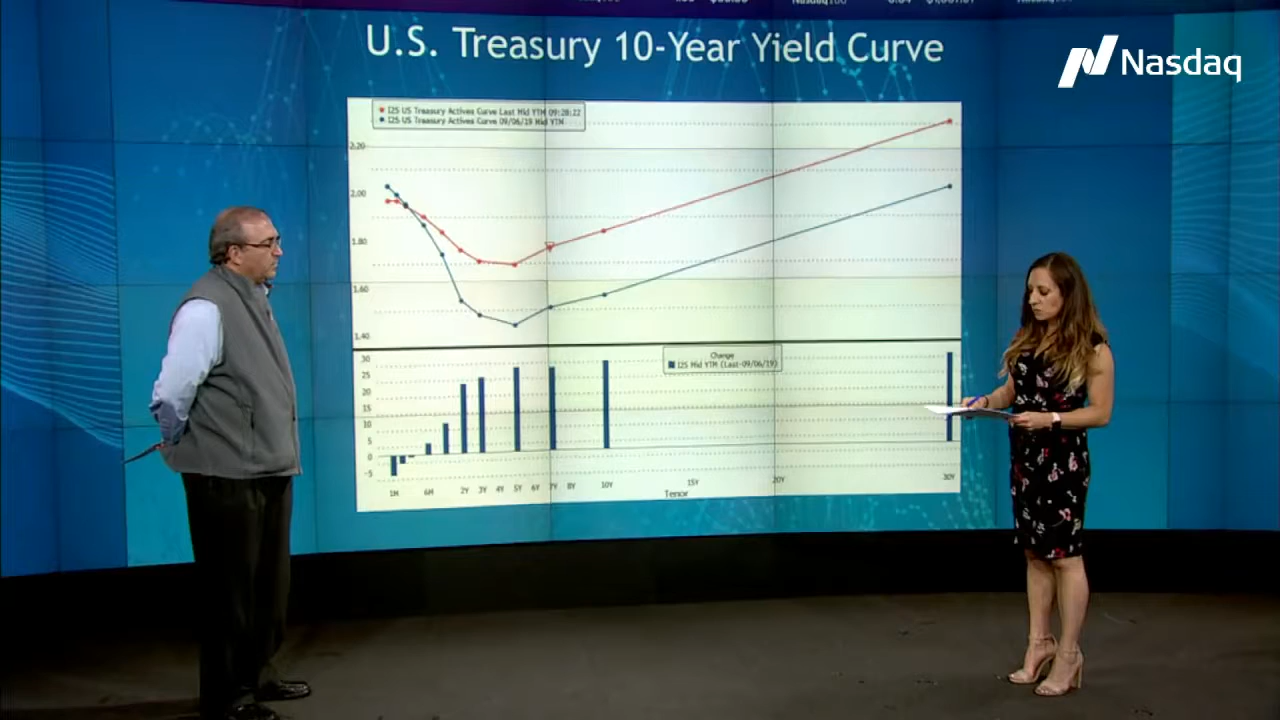 Nasdaq
U.S. Treasury 10-Year Yield Curve
I25 US Treasury Actives Curve Last Mid YTM 09:28:22
I25 US Treasury Actives Curve 09/06/19 Mid YTM
2.20
2.00
1.80
1.60
1.40
Change
I25 Mid YTM (Last-09/06/19)
30
25
20
15
10
5
0
-5
1M 6M 2Y 3Y 4Y 5Y 6Y 7Y 8Y 10Y 15Y 20Y 30Y
Tenor